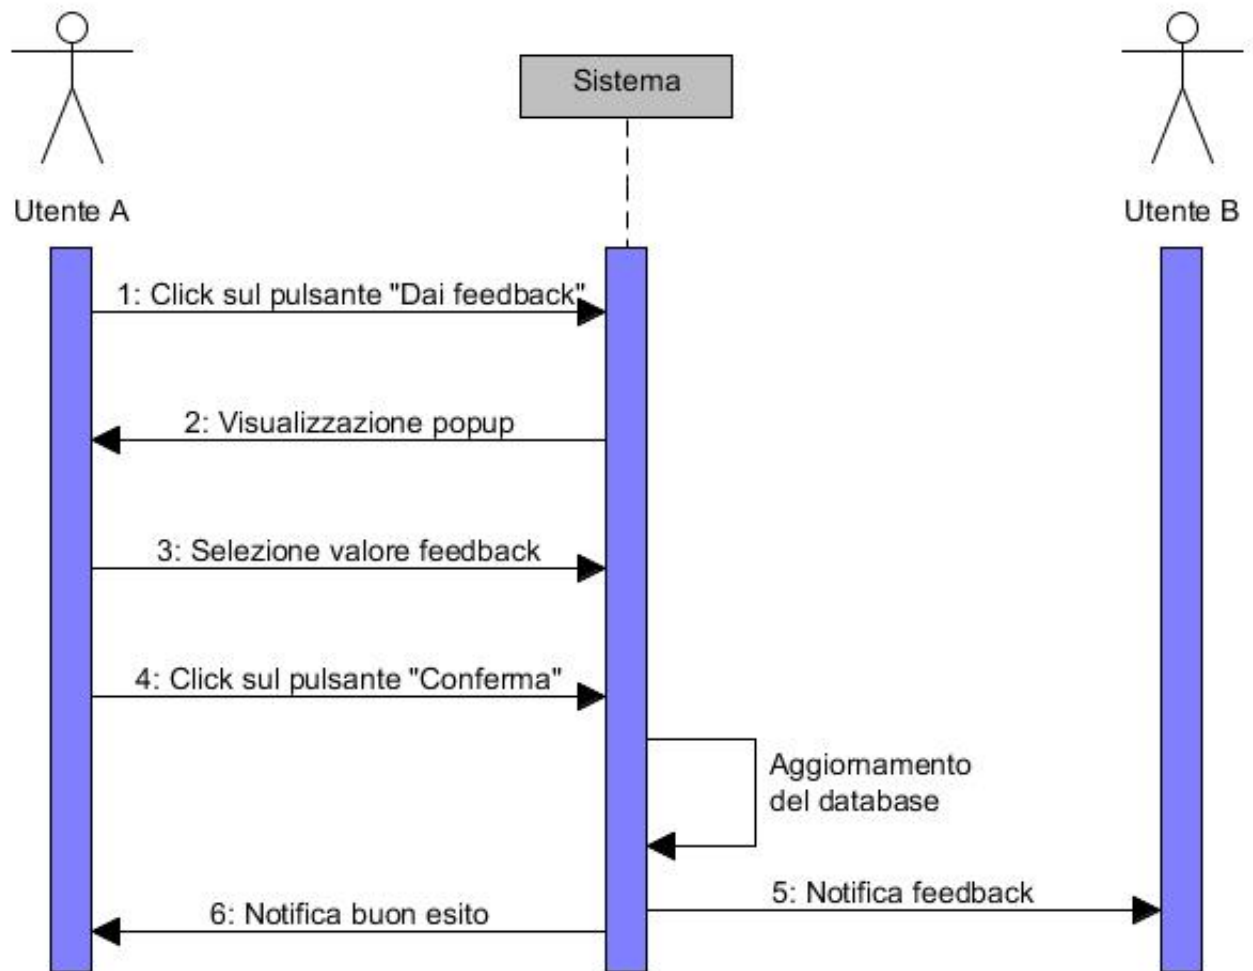 Sistema
Utente A
Utente B
1: Click sul pulsante "Dai feedback"
2: Visualizzazione popup
3: Selezione valore feedback
4: Click sul pulsante "Conferma"
Aggiornamento
del database
5: Notifica feedback
6: Notifica buon esito